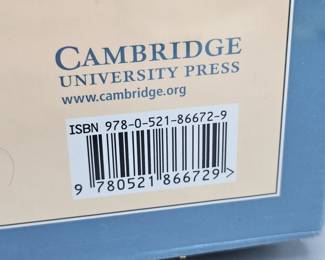 CAMBRIDGE
UNIVERSITY PRESS
www.cambridge.org
ISBN 978-0-521-86672-9
9 780521 866729 >